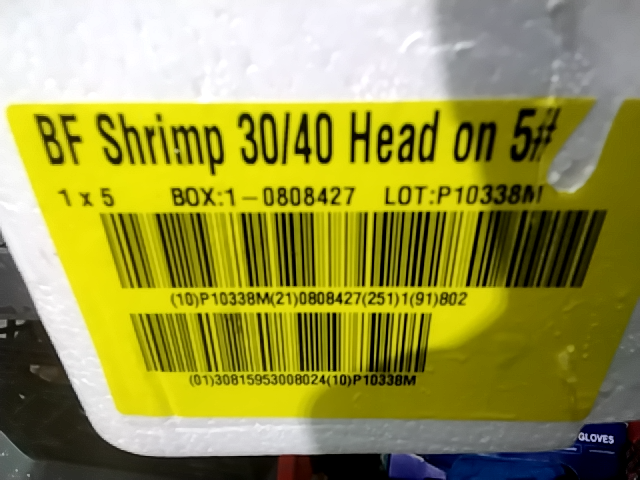 BF Shrimp 30/40 Head on 5#
1 x 5 BOX:1-0808427 LOT:P10338M
(10)P10338M(21)0808427(251)1(91)802
(01)30815953008024(10)P10338M
GLOVES